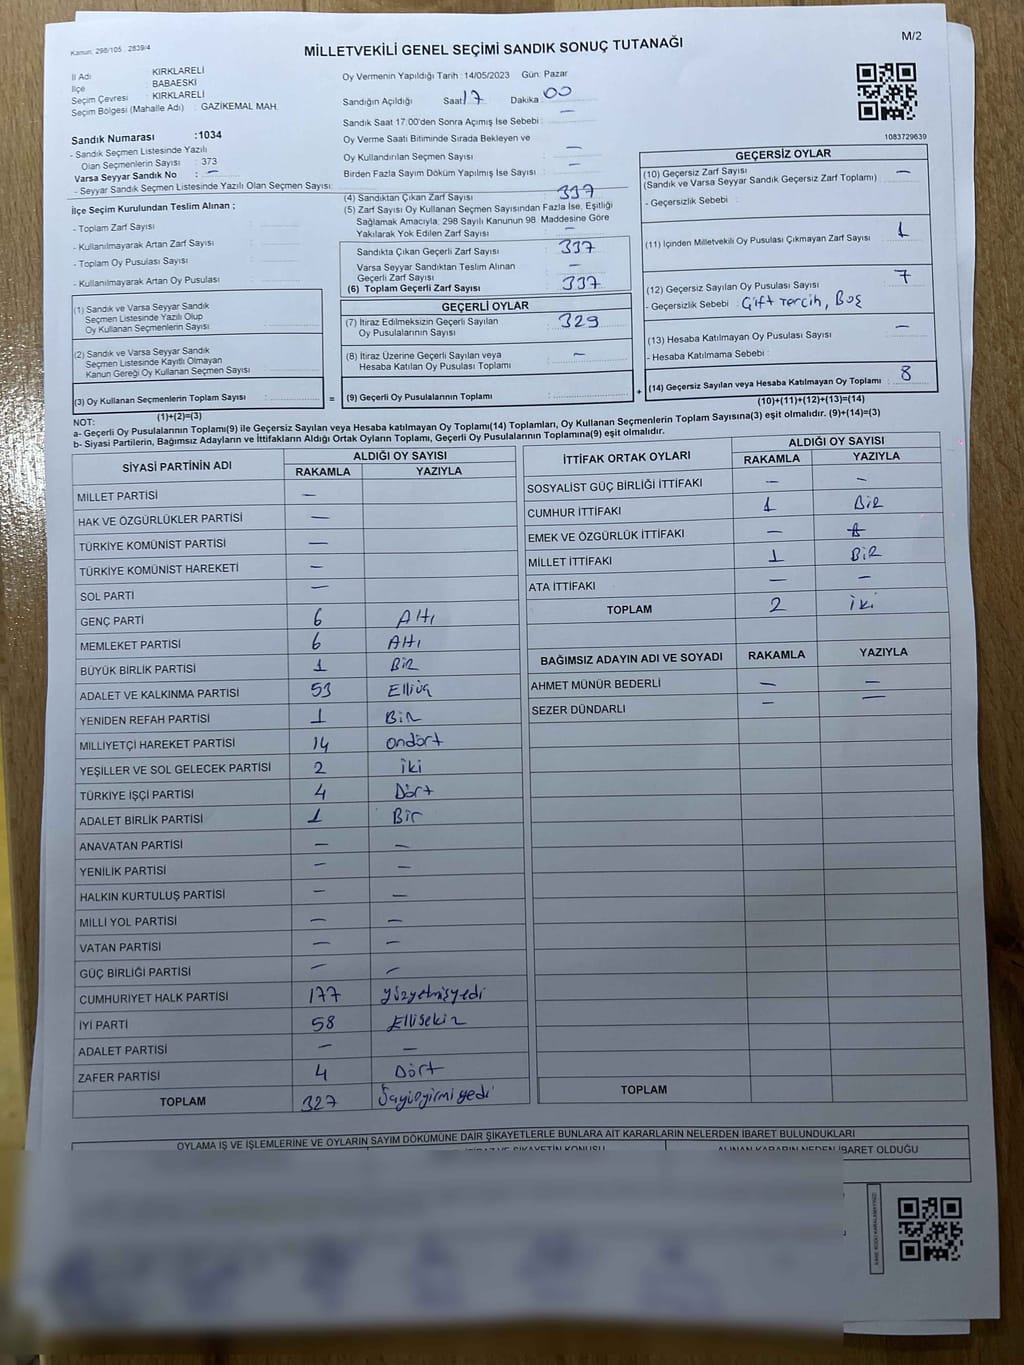 Kanun: 298/105 . 2839/4
MİLLETVEKİLİ GENEL SEÇİMİ SANDIK SONUÇ TUTANAĞI
M/2
İl Adı : KIRKLARELİ
İlçe : BABAESKİ
Seçim Çevresi : KIRKLARELİ
Seçim Bölgesi (Mahalle Adı) : GAZİKEMAL MAH.
Sandık Numarası :1034
- Sandık Seçmen Listesinde Yazılı
Olan Seçmenlerin Sayısı : 373
Varsa Seyyar Sandık No : —
- Seyyar Sandık Seçmen Listesinde Yazılı Olan Seçmen Sayısı:
Oy Vermenin Yapıldığı Tarih :14/05/2023 Gün: Pazar
Sandığın Açıldığı Saat 17 Dakika : 00
Sandık Saat 17:00'den Sonra Açımış İse Sebebi : —
Oy Verme Saati Bitiminde Sırada Bekleyen ve
Oy Kullandırılan Seçmen Sayısı : —
Birden Fazla Sayım Döküm Yapılmış İse Sayısı : —
1083729639
İlçe Seçim Kurulundan Teslim Alınan ;
- Toplam Zarf Sayısı :
- Kullanılmayarak Artan Zarf Sayısı :
- Toplam Oy Pusulası Sayısı :
- Kullanılmayarak Artan Oy Pusulası :
(1) Sandık ve Varsa Seyyar Sandık
Seçmen Listesinde Yazılı Olup
Oy Kullanan Seçmenlerin Sayısı :
(2) Sandık ve Varsa Seyyar Sandık
Seçmen Listesinde Kayıtlı Olmayan
Kanun Gereği Oy Kullanan Seçmen Sayısı :
(3) Oy Kullanan Seçmenlerin Toplam Sayısı :
(1)+(2)=(3)
(4) Sandıktan Çıkan Zarf Sayısı : 337
(5) Zarf Sayısı Oy Kullanan Seçmen Sayısından Fazla İse, Eşitliği
Sağlamak Amacıyla; 298 Sayılı Kanunun 98. Maddesine Göre
Yakılarak Yok Edilen Zarf Sayısı : —
Sandıkta Çıkan Geçerli Zarf Sayısı : 337
Varsa Seyyar Sandıktan Teslim Alınan
Geçerli Zarf Sayısı : —
(6) Toplam Geçerli Zarf Sayısı : 337
GEÇERLİ OYLAR
(7) İtiraz Edilmeksizin Geçerli Sayılan
Oy Pusulalarının Sayısı : 329
(8) İtiraz Üzerine Geçerli Sayılan veya
Hesaba Katılan Oy Pusulası Toplamı : —
= (9) Geçerli Oy Pusulalarının Toplamı :
+
GEÇERSİZ OYLAR
(10) Geçersiz Zarf Sayısı
(Sandık ve Varsa Seyyar Sandık Geçersiz Zarf Toplamı) : —
- Geçersizlik Sebebi :
(11) İçinden Milletvekili Oy Pusulası Çıkmayan Zarf Sayısı : 1
(12) Geçersiz Sayılan Oy Pusulası Sayısı : 7
- Geçersizlik Sebebi : Çift Tercih, Boş
(13) Hesaba Katılmayan Oy Pusulası Sayısı : —
- Hesaba Katılmama Sebebi :
(14) Geçersiz Sayılan veya Hesaba Katılmayan Oy Toplamı : 8
(10)+(11)+(12)+(13)=(14)
NOT:
a- Geçerli Oy Pusulalarının Toplamı(9) ile Geçersiz Sayılan veya Hesaba katılmayan Oy Toplamı(14) Toplamları, Oy Kullanan Seçmenlerin Toplam Sayısına(3) eşit olmalıdır. (9)+(14)=(3)
b- Siyasi Partilerin, Bağımsız Adayların ve İttifakların Aldığı Ortak Oyların Toplamı, Geçerli Oy Pusulalarının Toplamına(9) eşit olmalıdır.
SİYASİ PARTİNİN ADI ALDIĞI OY SAYISI
RAKAMLA YAZIYLA
MİLLET PARTİSİ —
HAK VE ÖZGÜRLÜKLER PARTİSİ —
TÜRKİYE KOMÜNİST PARTİSİ —
TÜRKİYE KOMÜNİST HAREKETİ —
SOL PARTİ —
GENÇ PARTİ 6 Altı
MEMLEKET PARTİSİ 6 Altı
BÜYÜK BİRLİK PARTİSİ 1 Bir
ADALET VE KALKINMA PARTİSİ 53 Elliüç
YENİDEN REFAH PARTİSİ 1 Bir
MİLLİYETÇİ HAREKET PARTİSİ 14 ondört
YEŞİLLER VE SOL GELECEK PARTİSİ 2 iki
TÜRKİYE İŞÇİ PARTİSİ 4 Dört
ADALET BİRLİK PARTİSİ 1 Bir
ANAVATAN PARTİSİ — —
YENİLİK PARTİSİ — —
HALKIN KURTULUŞ PARTİSİ — —
MİLLİ YOL PARTİSİ — —
VATAN PARTİSİ — —
GÜÇ BİRLİĞİ PARTİSİ — —
CUMHURİYET HALK PARTİSİ 177 yüzyetmişyedi
İYİ PARTİ 58 Ellisekiz
ADALET PARTİSİ — —
ZAFER PARTİSİ 4 Dört
TOPLAM 327 üçyüzyirmiyedi
İTTİFAK ORTAK OYLARI ALDIĞI OY SAYISI
RAKAMLA YAZIYLA
SOSYALİST GÜÇ BİRLİĞİ İTTİFAKI — —
CUMHUR İTTİFAKI 1 Bir
EMEK VE ÖZGÜRLÜK İTTİFAKI —
MİLLET İTTİFAKI 1 Bir
ATA İTTİFAKI — —
TOPLAM 2 iki
BAĞIMSIZ ADAYIN ADI VE SOYADI RAKAMLA YAZIYLA
AHMET MÜNÜR BEDERLİ — —
SEZER DÜNDARLI — —
TOPLAM
OYLAMA İŞ VE İŞLEMLERİNE VE OYLARIN SAYIM DÖKÜMÜNE DAİR ŞİKAYETLERLE BUNLARA AİT KARARLARIN NELERDEN İBARET BULUNDUKLARI
ALINAN KARARIN NEDEN İBARET OLDUĞU